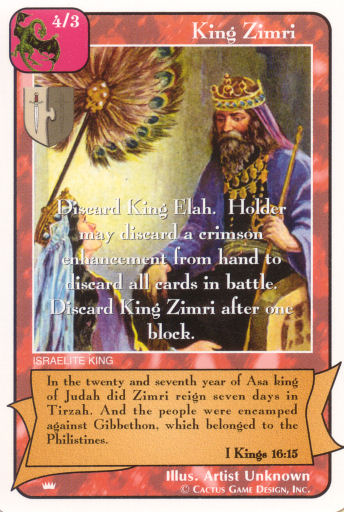 4/3
King Zimri
Discard King Elah. Holder
may discard a crimson
enhancement from hand to
discard all cards in battle.
Discard King Zimri after one
block.
ISRAELITE KING
In the twenty and seventh year of Asa king
of Judah did Zimri reign seven days in
Tirzah. And the people were encamped
against Gibbethon, which belonged to the
Philistines.
I Kings 16:15
Illus. Artist Unknown
© CACTUS GAME DESIGN, INC.